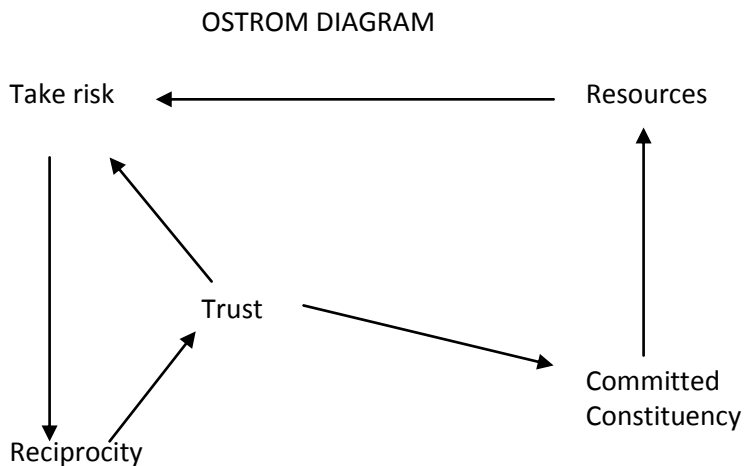 OSTROM DIAGRAM
Take risk
Resources
Trust
Committed
Constituency
Reciprocity